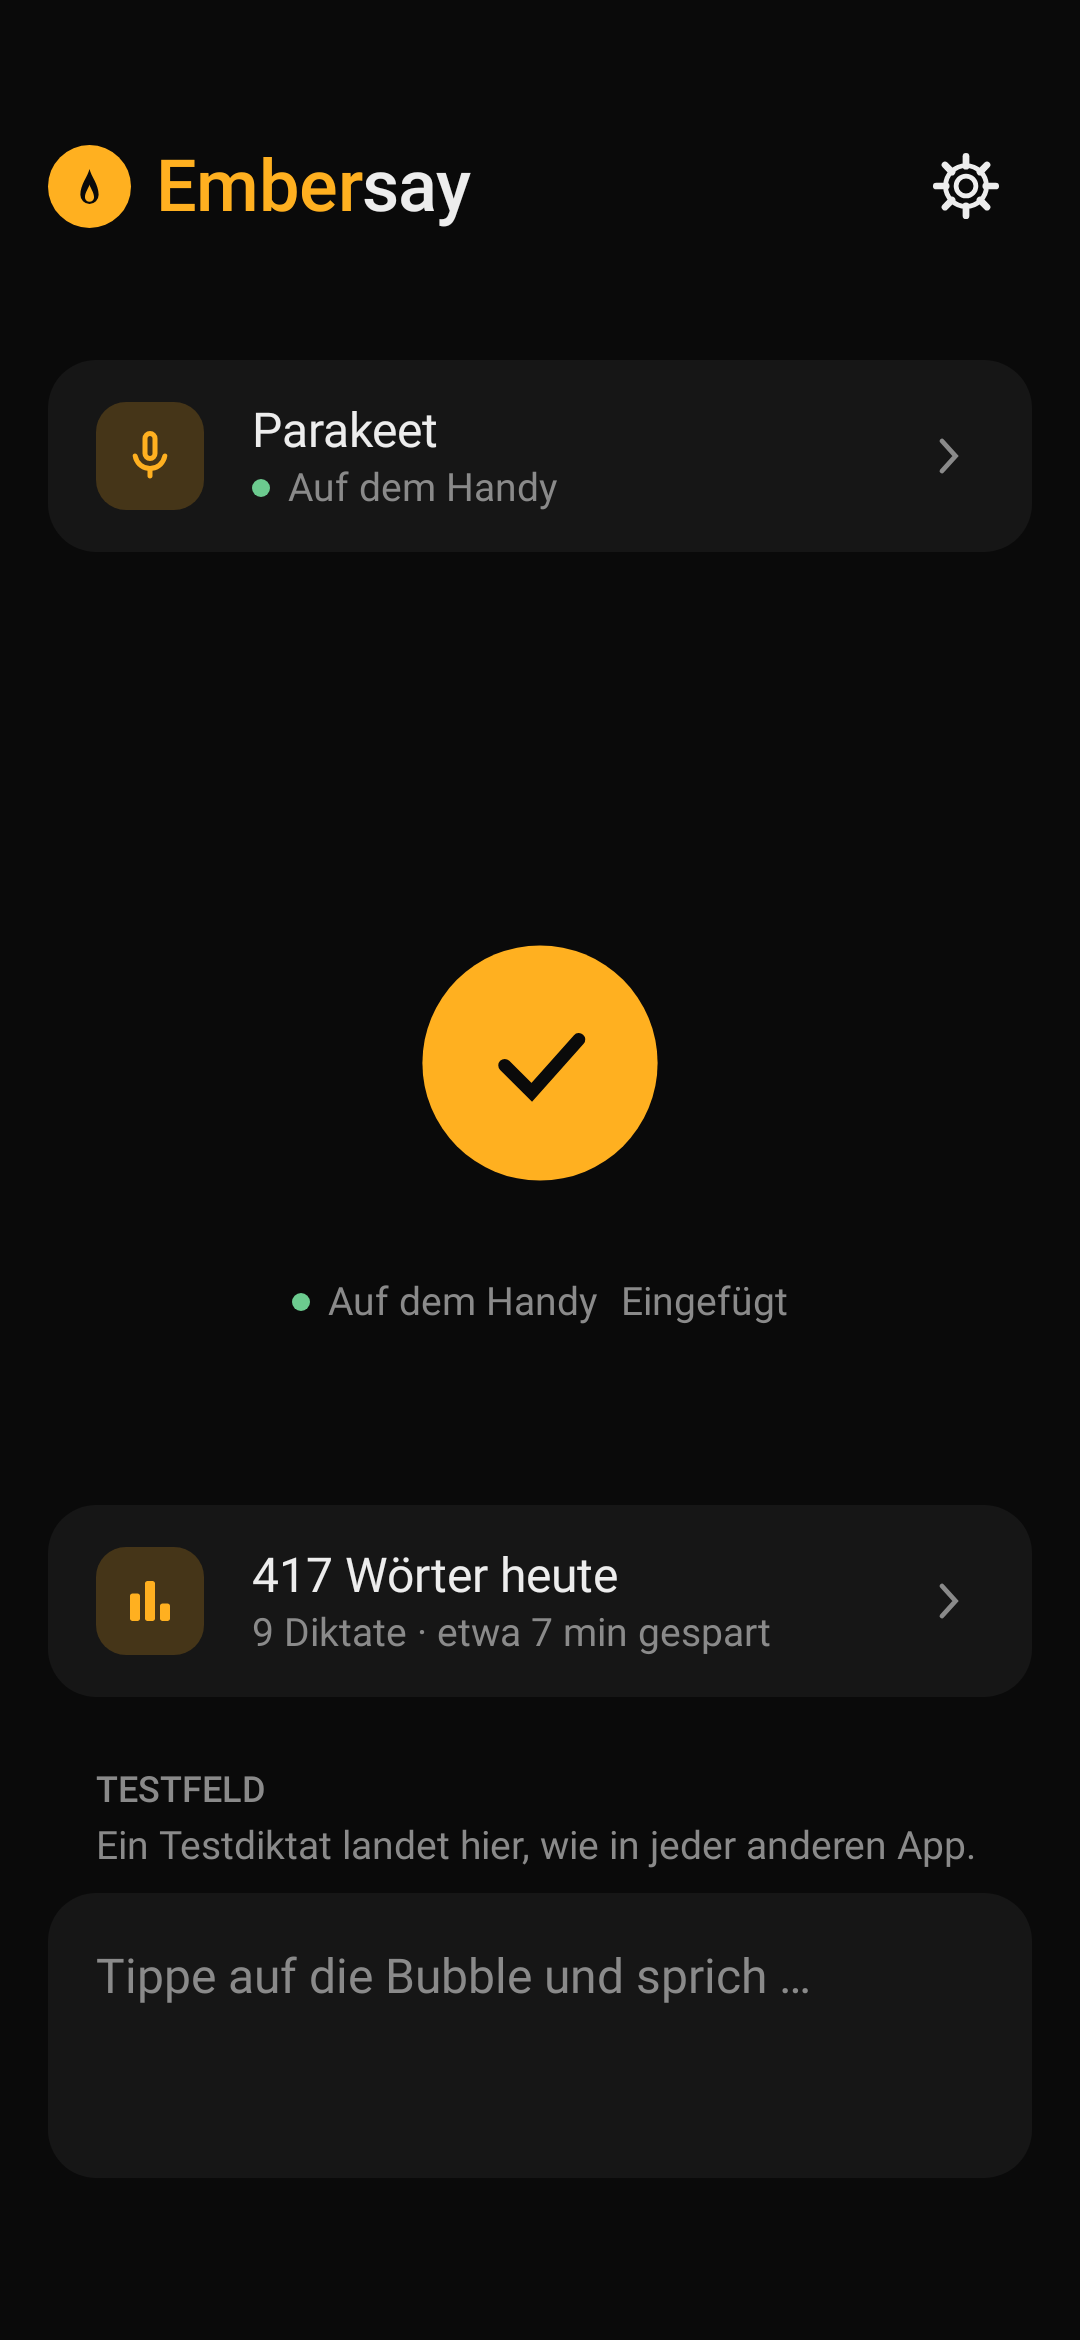 Embersay
Parakeet
Auf dem Handy
Auf dem Handy Eingefügt
417 Wörter heute
9 Diktate · etwa 7 min gespart
TESTFELD
Ein Testdiktat landet hier, wie in jeder anderen App.
Tippe auf die Bubble und sprich …